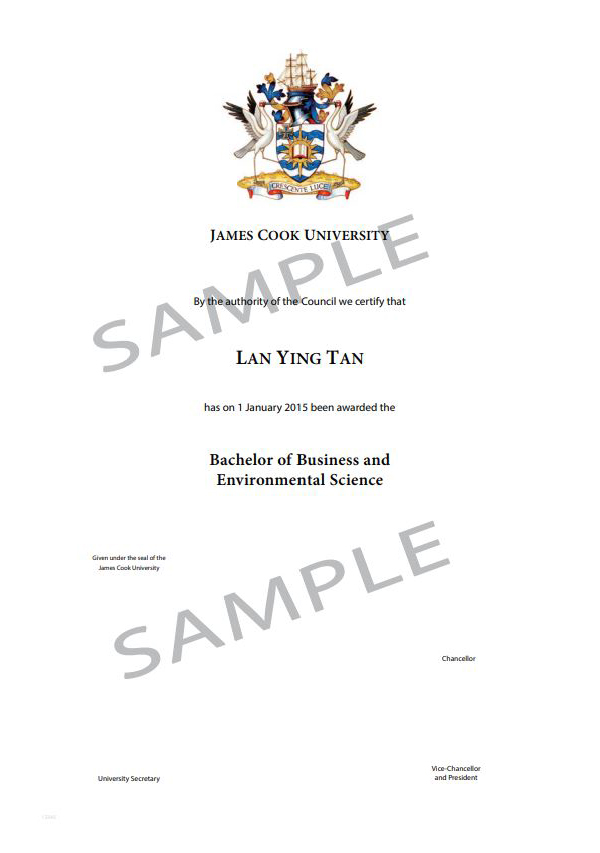 CRESCENTE LUCE
JAMES COOK UNIVERSITY
SAMPLE
By the authority of the Council we certify that
LAN YING TAN
has on 1 January 2015 been awarded the
Bachelor of Business and
Environmental Science
Given under the seal of the
James Cook University
SAMPLE
Chancellor
Vice-Chancellor
and President
University Secretary